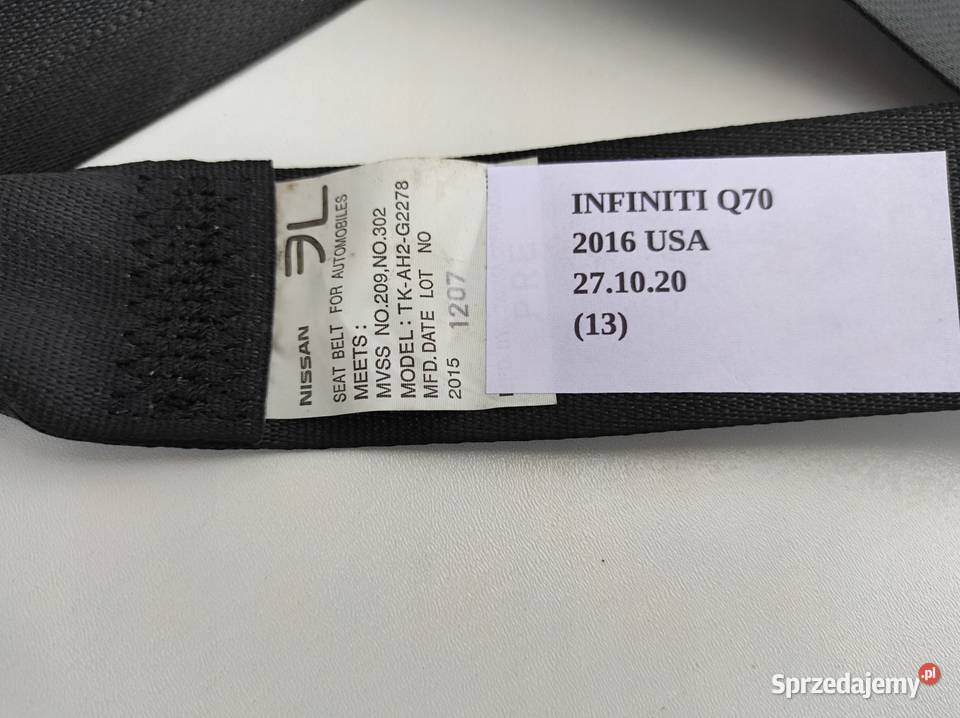 3L
NISSAN
SEAT BELT FOR AUTOMOBILES
MEETS :
MVSS NO.209,NO.302
MODEL : TK-AH2-G2278
MFD.DATE LOT NO
2015 1207
INFINITI Q70
2016 USA
27.10.20
(13)
Sprzedajemy.pl